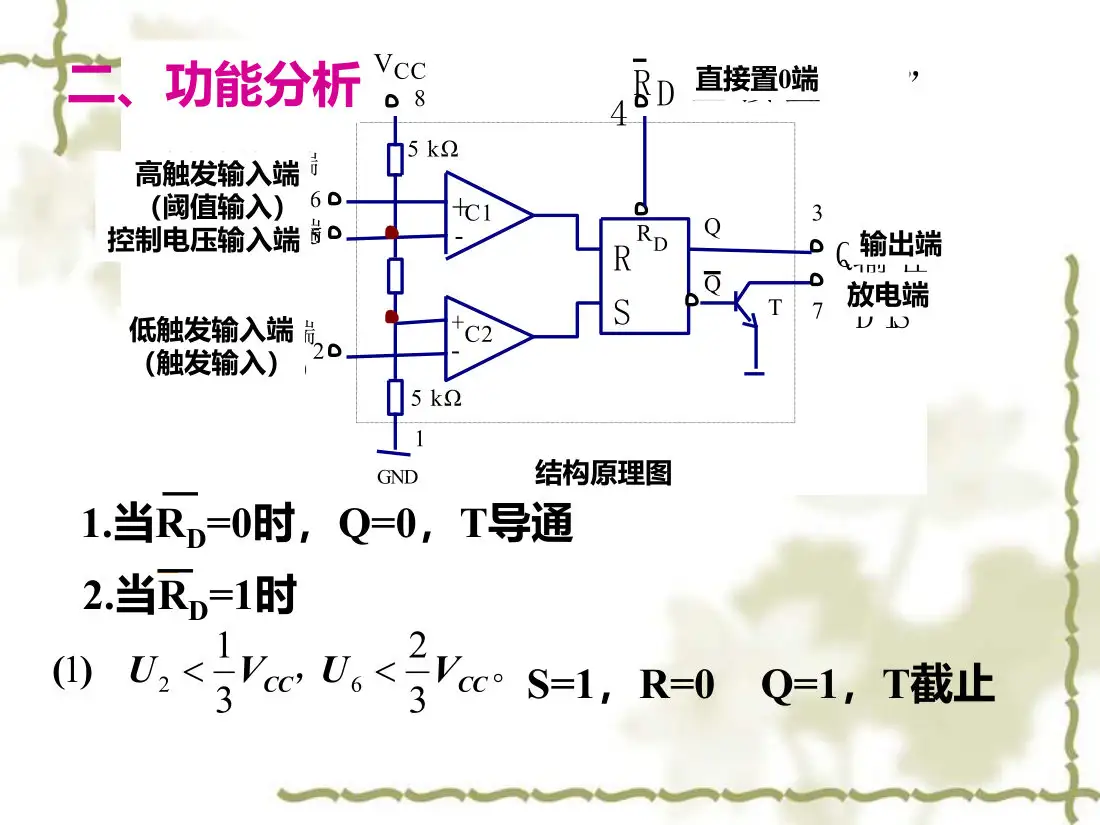 二、功能分析
VCC
8
R̅D
4
直接置0端
,
5 kΩ
高触发输入端
（阈值输入）
6
控制电压输入端
+
C1
-
RD
R
S
Q
Q̅
3
Q
输出端
放电端
7
T
低触发输入端
（触发输入）
2
+
C2
-
5 kΩ
1
GND
结构原理图
1.当R̅D=0时，Q=0，T导通
2.当R̅D=1时
(1) U2 < 1/3 VCC，U6 < 2/3 VCC。 S=1，R=0 Q=1，T截止